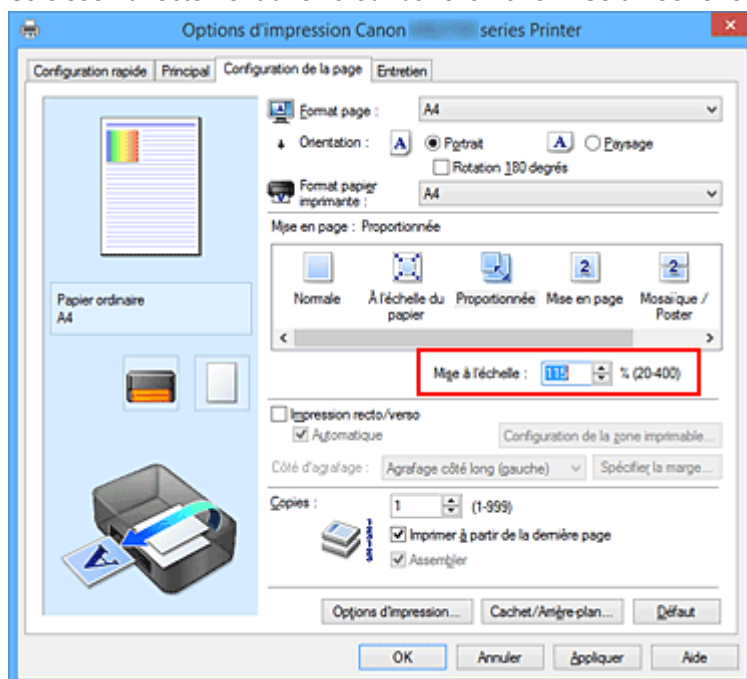 Options d'impression Canon series Printer
Configuration rapide Principal Configuration de la page Entretien
Format page : A4
Orientation : A Portrait A Paysage
Rotation 180 degrés
Format papier imprimante : A4
Mise en page : Proportionnée
Normale À l'échelle du papier Proportionnée Mise en page Mosaïque / Poster
Papier ordinaire
A4
Mise à l'échelle : 115 % (20-400)
Impression recto/verso
Automatique Configuration de la zone imprimable...
Côté d'agrafage : Agrafage côté long (gauche) Spécifier la marge...
Copies : 1 (1-999)
Imprimer à partir de la dernière page
Assembler
Options d'impression... Cachet/Arrière-plan... Défaut
OK Annuler Appliquer Aide